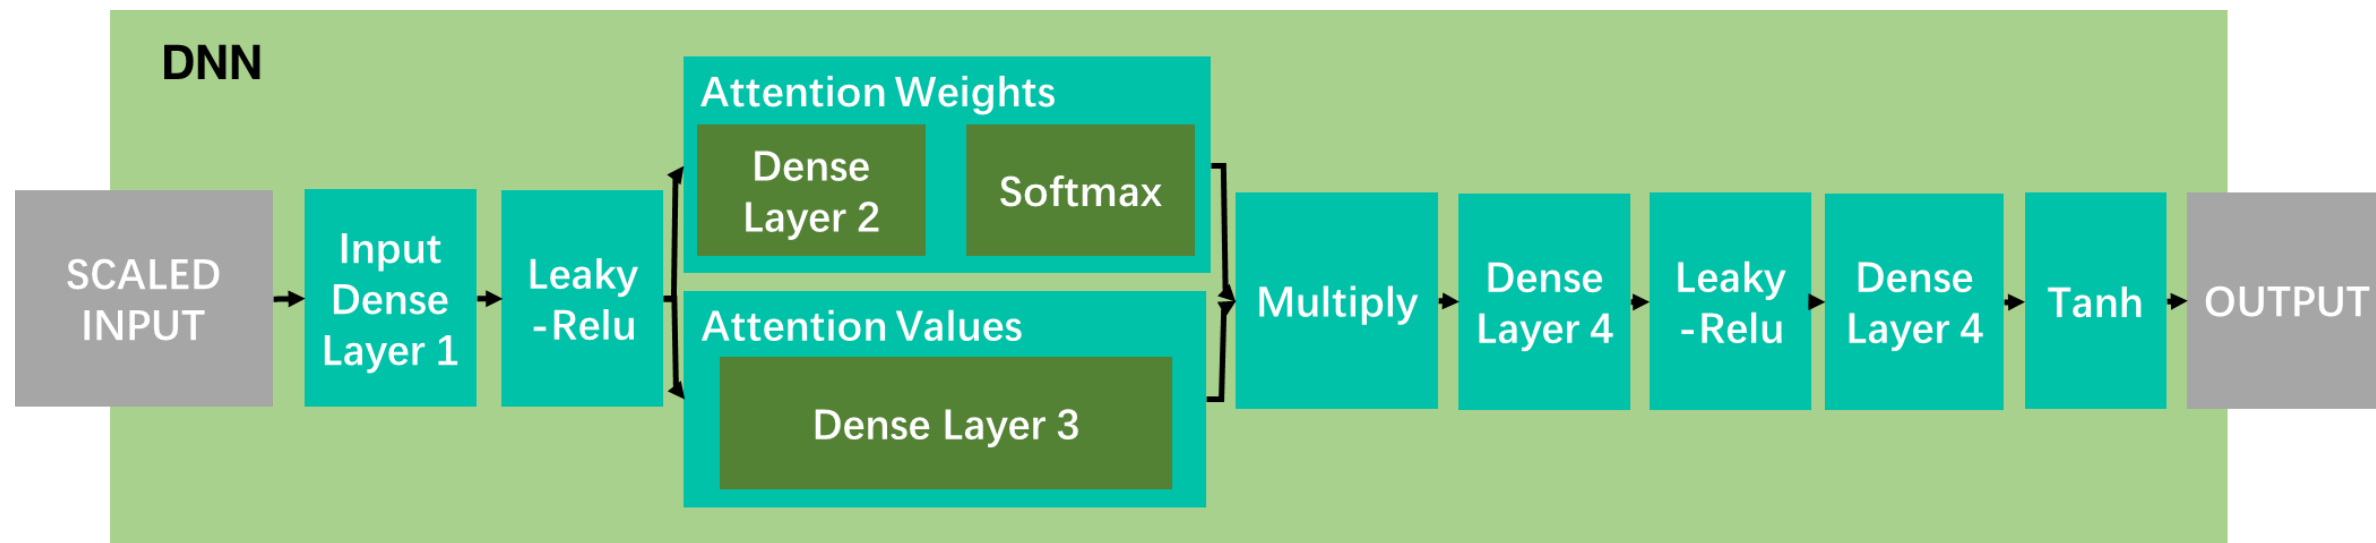 DNN
SCALED
INPUT
Input
Dense
Layer 1
Leaky
-Relu
Attention Weights
Dense
Layer 2
Softmax
Attention Values
Dense Layer 3
Multiply
Dense
Layer 4
Leaky
-Relu
Dense
Layer 4
Tanh
OUTPUT